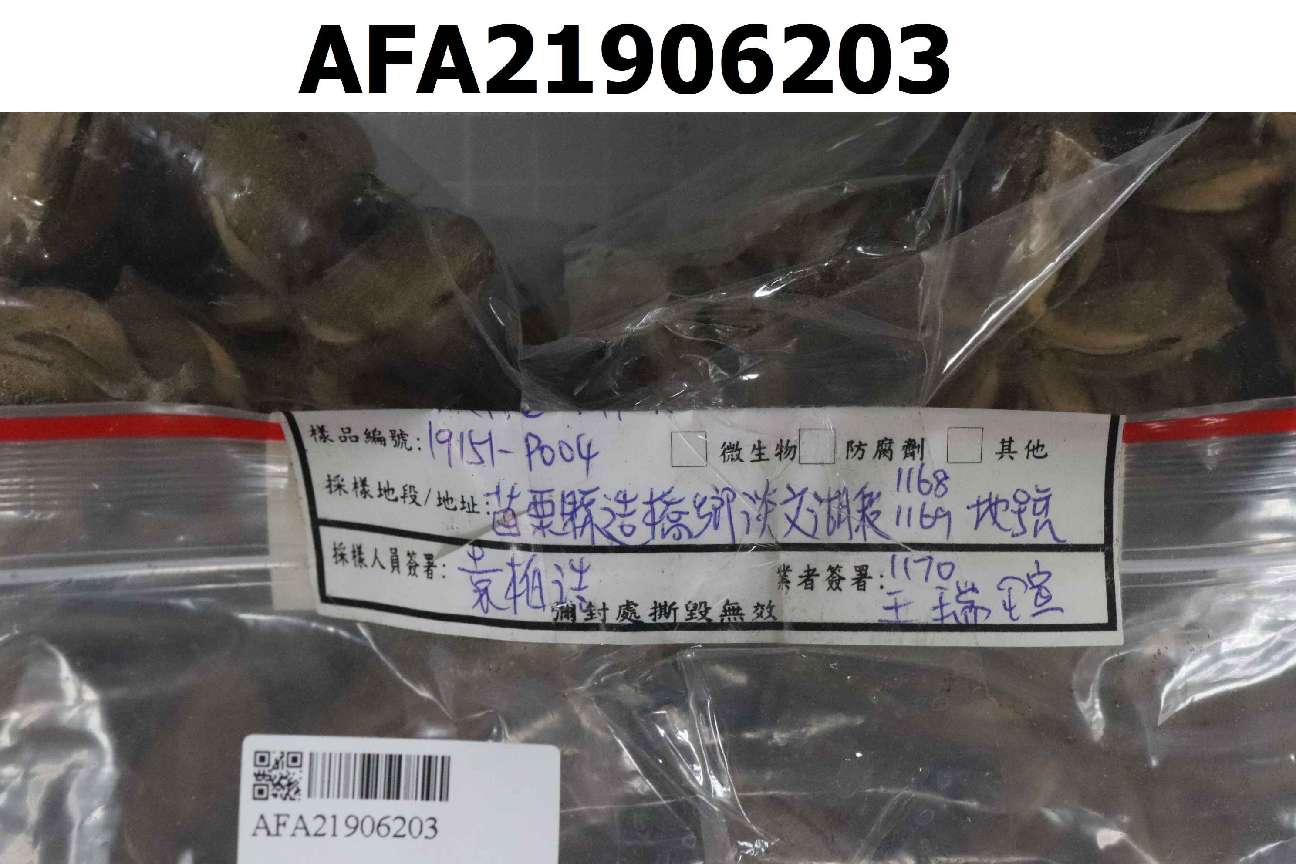 AFA21906203
樣品編號:19151-P004 微生物 防腐劑 其他
1168
採樣地段/地址:苗栗縣造橋鄉淡文湖段 1169 地號
1170
採樣人員簽署:袁柏浩 業者簽署:王瑞瑄
彌封處撕毀無效
AFA21906203